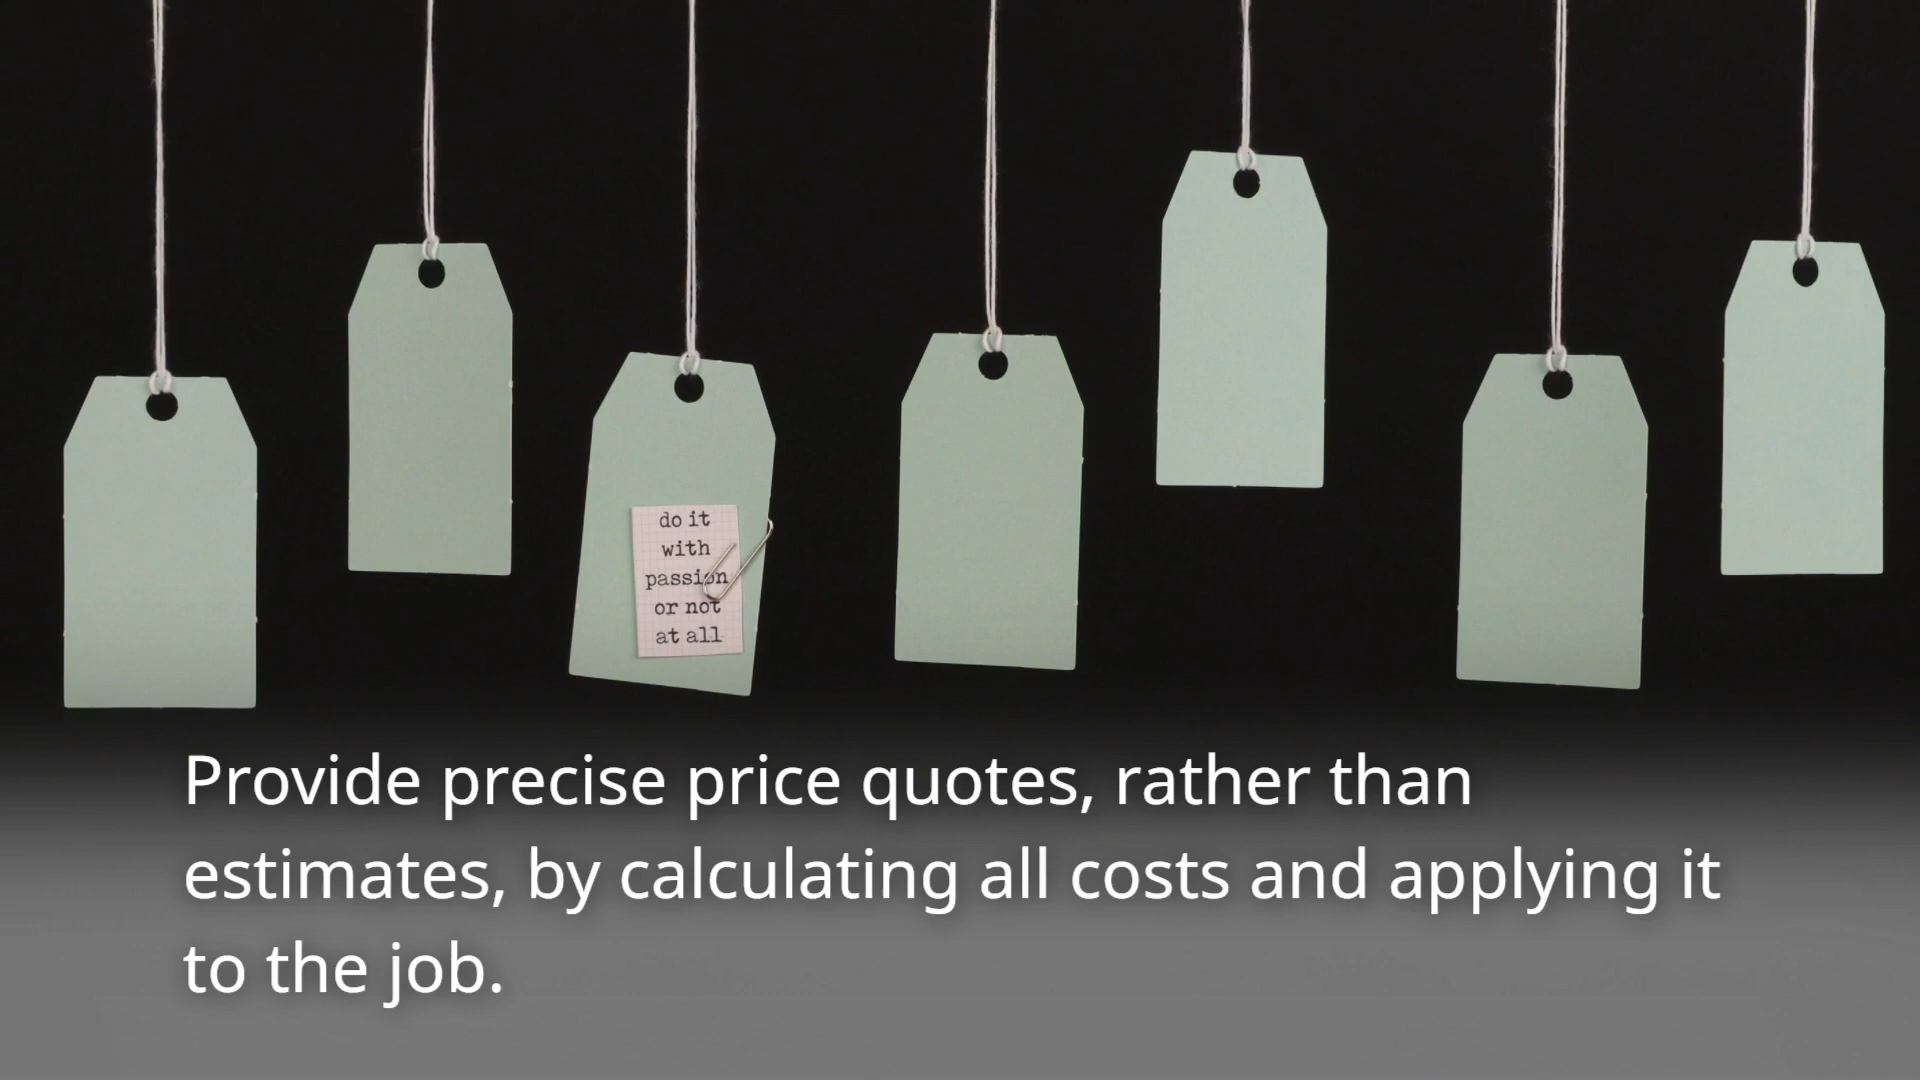 do it
with
passion
or not
at all
Provide precise price quotes, rather than
estimates, by calculating all costs and applying it
to the job.